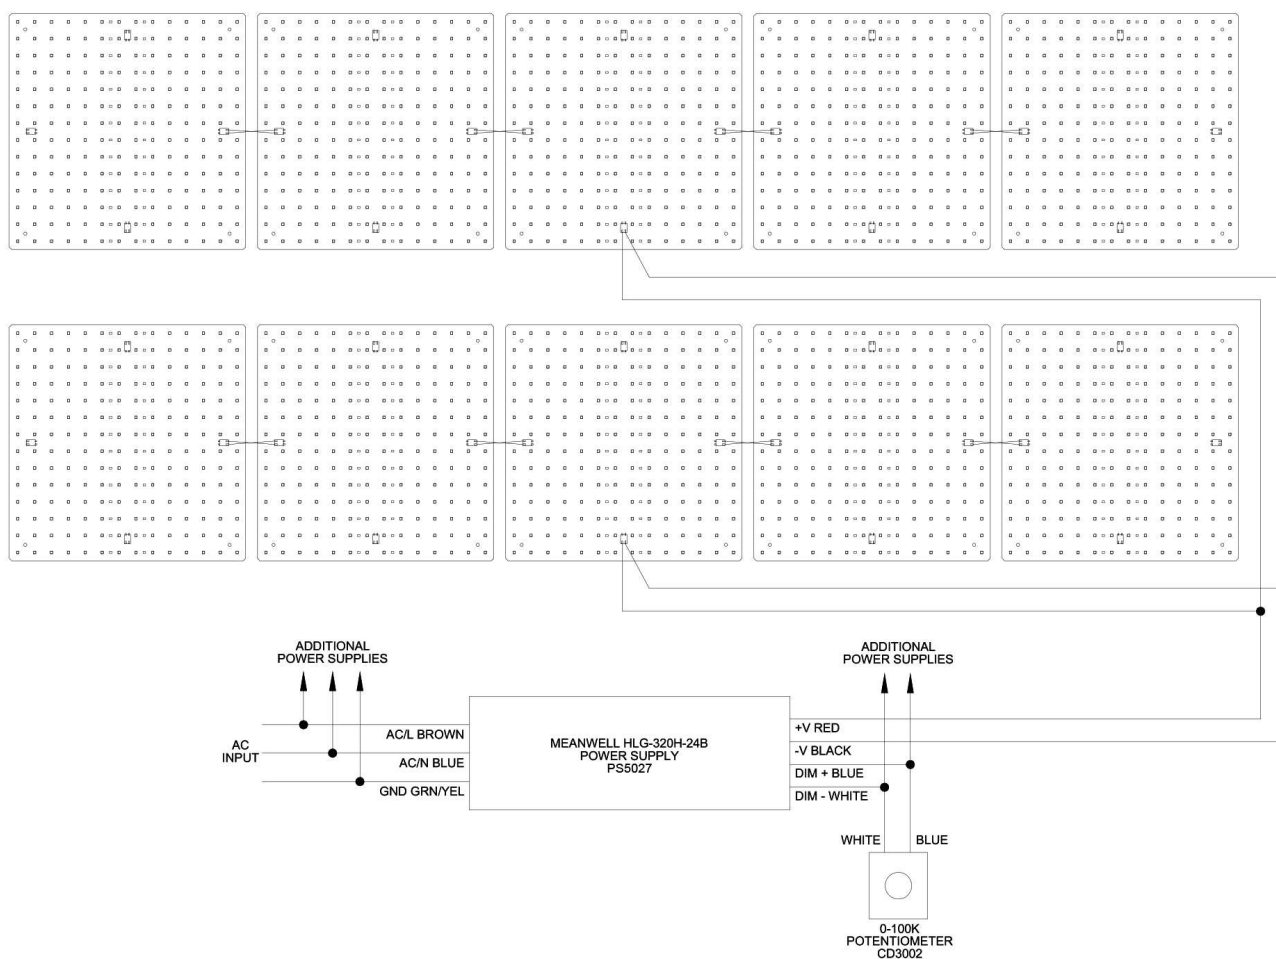 ADDITIONAL
POWER SUPPLIES
ADDITIONAL
POWER SUPPLIES
AC
INPUT
AC/L BROWN
AC/N BLUE
GND GRN/YEL
MEANWELL HLG-320H-24B
POWER SUPPLY
PS5027
+V RED
-V BLACK
DIM + BLUE
DIM - WHITE
WHITE
BLUE
0-100K
POTENTIOMETER
CD3002